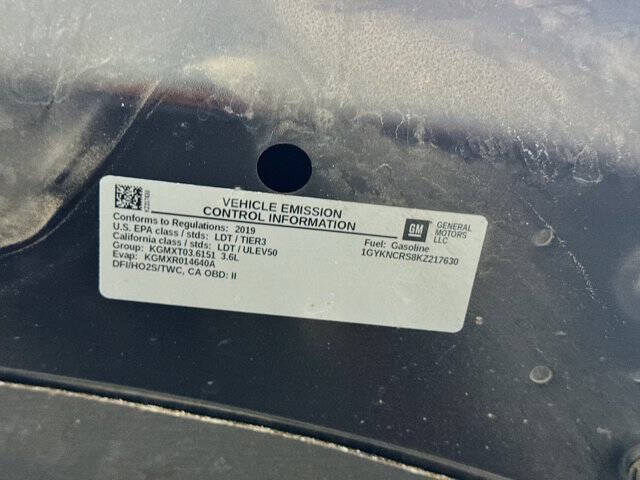 VEHICLE EMISSION
CONTROL INFORMATION
Conforms to Regulations: 2019
U.S. EPA class / stds: LDT / TIER3
California class / stds: LDT / ULEV50
Group: KGMXT03.6151 3.6L
Evap: KGMXR014640A
DFI/HO2S/TWC, CA OBD: II
GM
GENERAL
MOTORS
LLC
Fuel: Gasoline
1GYKNCRS8KZ217630